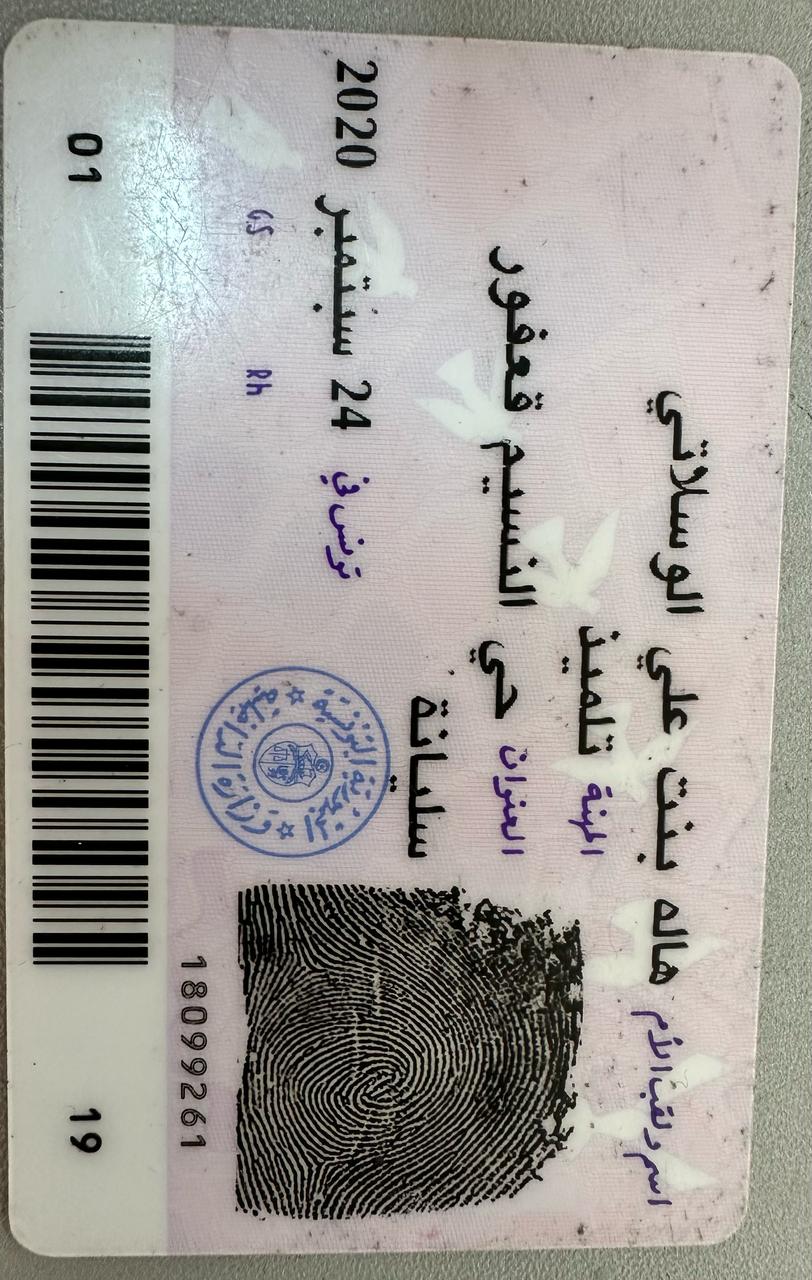 اسم ولقب الأم هاله بنت علي الوسلاتي
المهنة تلميذ
العنوان حي النسيم قعفور
سليانة
تونس في 24 سبتمبر 2020
Rh GS
الجمهورية التونسية
وزارة الداخلية
18099261
19 01